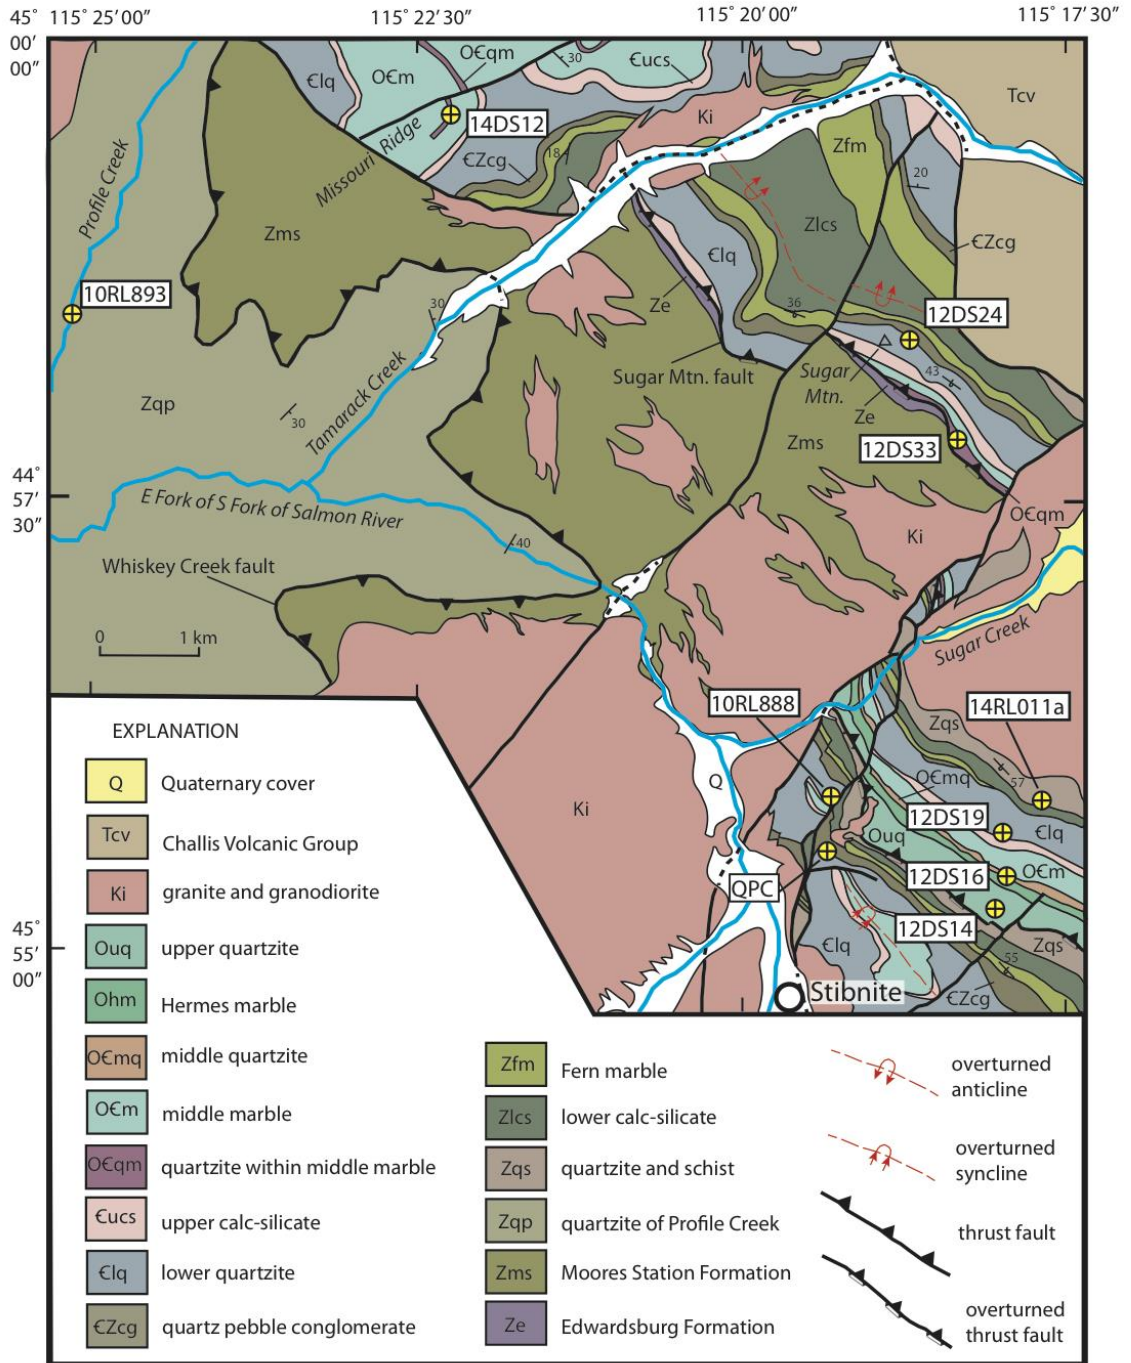 45° 115° 25′ 00″ 115° 22′ 30″ 115° 20′ 00″ 115° 17′ 30″
00′
00″
O€qm
€lq
O€m
30
€ucs
Tcv
14DS12
Ki
Missouri Ridge
€Zcg
18
Zfm
20
Profile Creek
Zms
Zlcs
€Zcg
€lq
10RL893
30
Ze
36
12DS24
Sugar Mtn. fault
Sugar
Mtn.
43
Tamarack Creek
Zqp
30
Ze
Zms
12DS33
44°
57′
30″
E Fork of S Fork of Salmon River
O€qm
Ki
40
Whiskey Creek fault
0 1 km
Sugar Creek
10RL888
14RL011a
Zqs
57
Q
O€mq
Ki
12DS19
€lq
Ouq
12DS16
O€m
QPC
12DS14
€lq
Zqs
55
45°
55′
00″
Stibnite
€Zcg
EXPLANATION
Q Quaternary cover
Tcv Challis Volcanic Group
Ki granite and granodiorite
Ouq upper quartzite
Ohm Hermes marble
O€mq middle quartzite
O€m middle marble
O€qm quartzite within middle marble
€ucs upper calc-silicate
€lq lower quartzite
€Zcg quartz pebble conglomerate
Zfm Fern marble
Zlcs lower calc-silicate
Zqs quartzite and schist
Zqp quartzite of Profile Creek
Zms Moores Station Formation
Ze Edwardsburg Formation
overturned
anticline
overturned
syncline
thrust fault
overturned
thrust fault